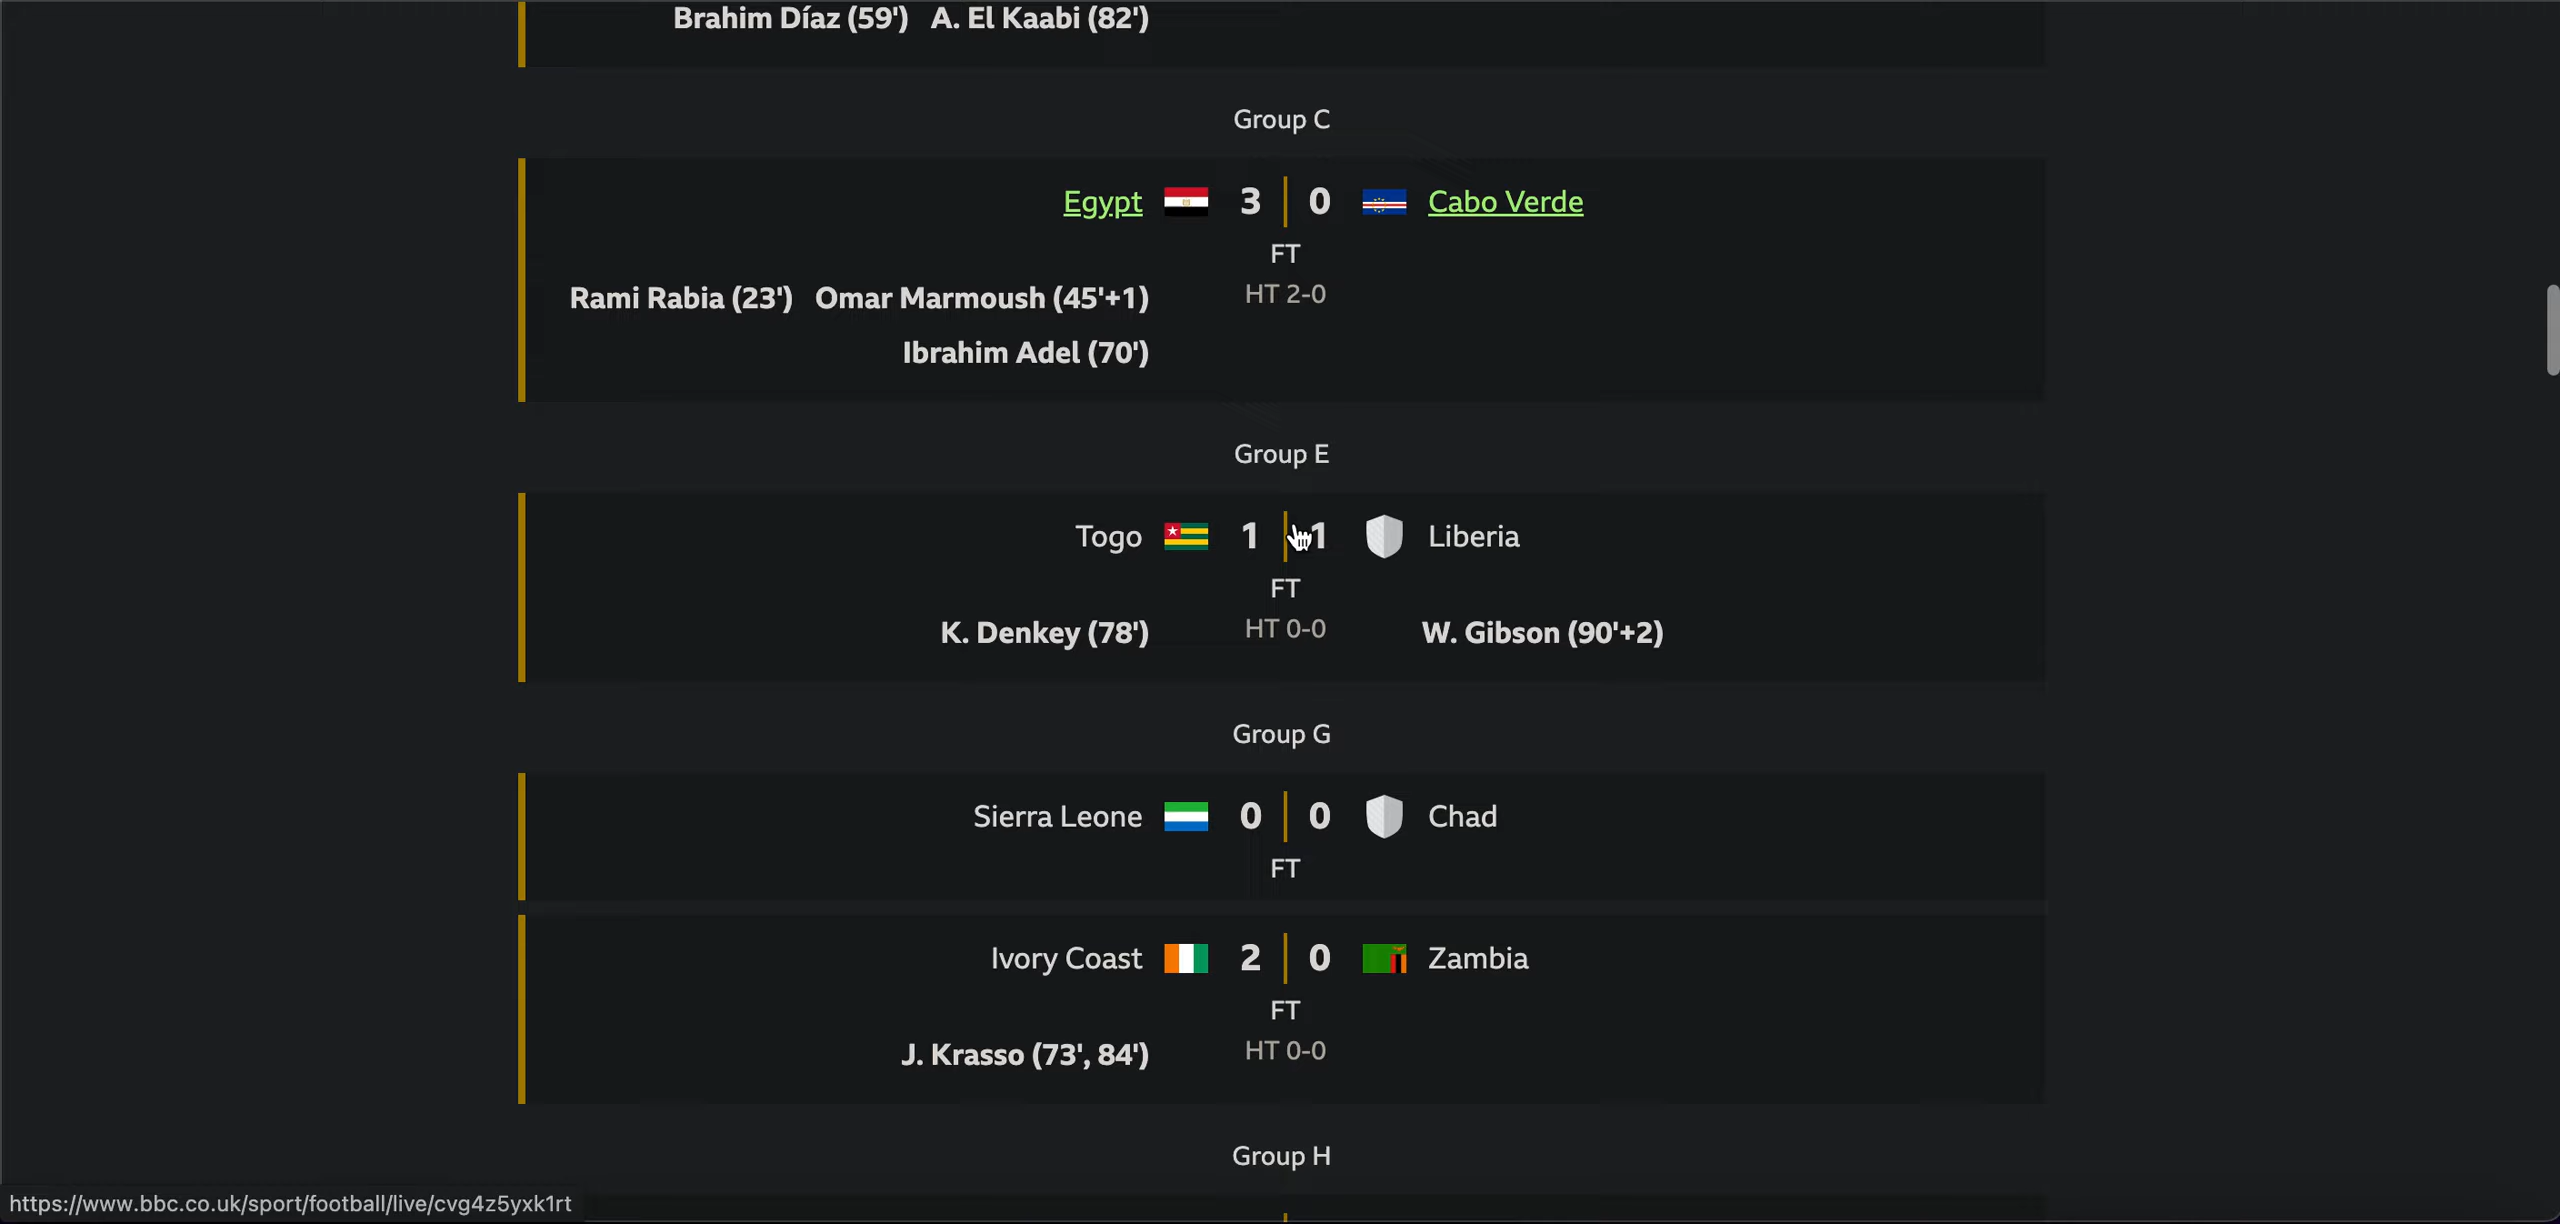 Brahim Díaz (59') A. El Kaabi (82')
Group C
Egypt 3 0 Cabo Verde
FT
HT 2-0
Rami Rabia (23') Omar Marmoush (45'+1)
Ibrahim Adel (70')
Group E
Togo 1 1 Liberia
FT
K. Denkey (78') HT 0-0 W. Gibson (90'+2)
Group G
Sierra Leone 0 0 Chad
FT
Ivory Coast 2 0 Zambia
FT
J. Krasso (73', 84') HT 0-0
Group H
https://www.bbc.co.uk/sport/football/live/cvg4z5yxk1rt